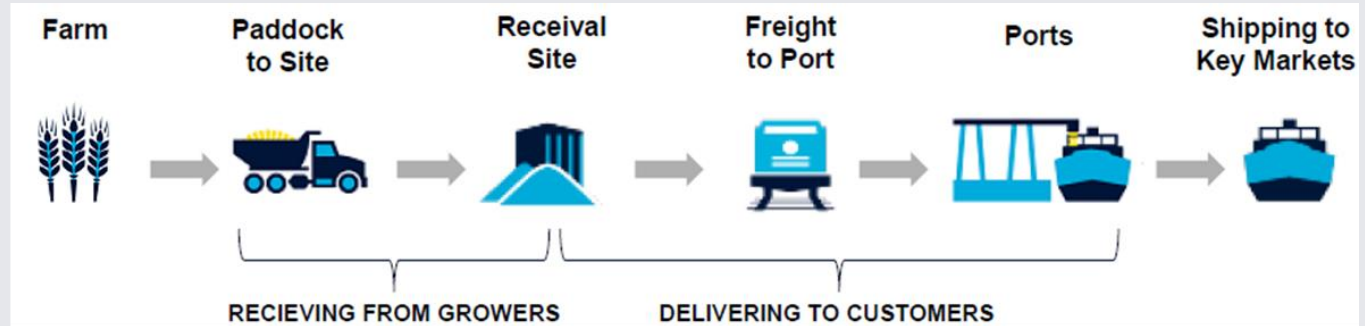 Farm
Paddock
to Site
Receival
Site
Freight
to Port
Ports
Shipping to
Key Markets
RECIEVING FROM GROWERS
DELIVERING TO CUSTOMERS